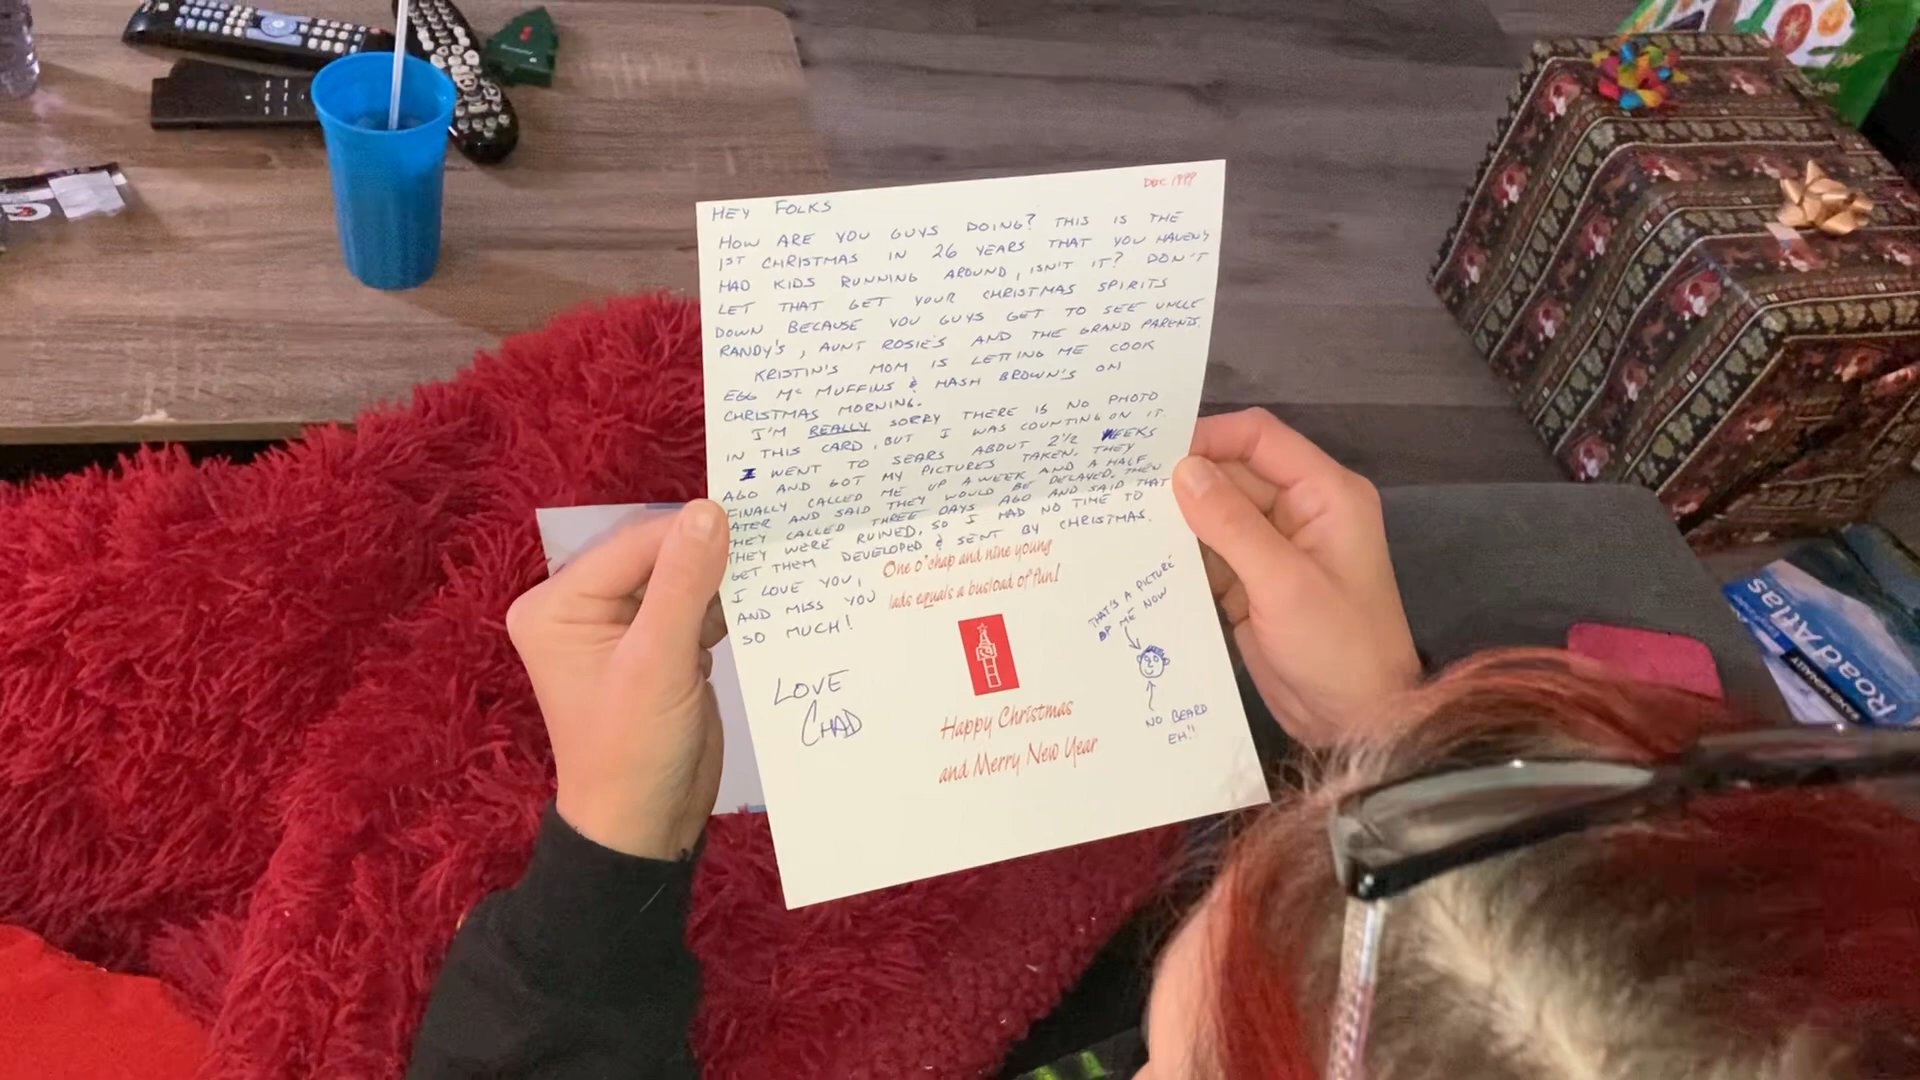 DEC. 1999
HEY FOLKS
HOW ARE YOU GUYS DOING? THIS IS THE
1ST CHRISTMAS IN 26 YEARS THAT YOU HAVEN'T
HAD KIDS RUNNING AROUND, ISN'T IT? DON'T
LET THAT GET YOUR CHRISTMAS SPIRITS
DOWN BECAUSE YOU GUYS GET TO SEE UNCLE
RANDY'S, AUNT ROSIE'S AND THE GRAND PARENTS.
KRISTIN'S MOM IS LETTING ME COOK
EGG Mc MUFFINS & HASH BROWN'S ON
CHRISTMAS MORNING.
I'M REALLY SORRY THERE IS NO PHOTO
IN THIS CARD, BUT I WAS COUNTING ON IT.
I WENT TO SEARS ABOUT 2 1/2 WEEKS
AGO AND GOT MY PICTURES TAKEN. THEY
FINALLY CALLED ME UP A WEEK AND A HALF
ATER AND SAID THEY WOULD BE DELAYED. THEN
THEY CALLED THREE DAYS AGO AND SAID THAT
THEY WERE RUINED, SO I HAD NO TIME TO
GET THEM DEVELOPED & SENT BY CHRISTMAS.
I LOVE YOU,
AND MISS YOU
SO MUCH!
LOVE
CHAD
One o' chap and nine young
lads equals a busload of fun!
Happy Christmas
and Merry New Year
THAT'S A PICTURE
OF ME NOW
NO BEARD
EH!!
RAND McNALLY
Road Atlas